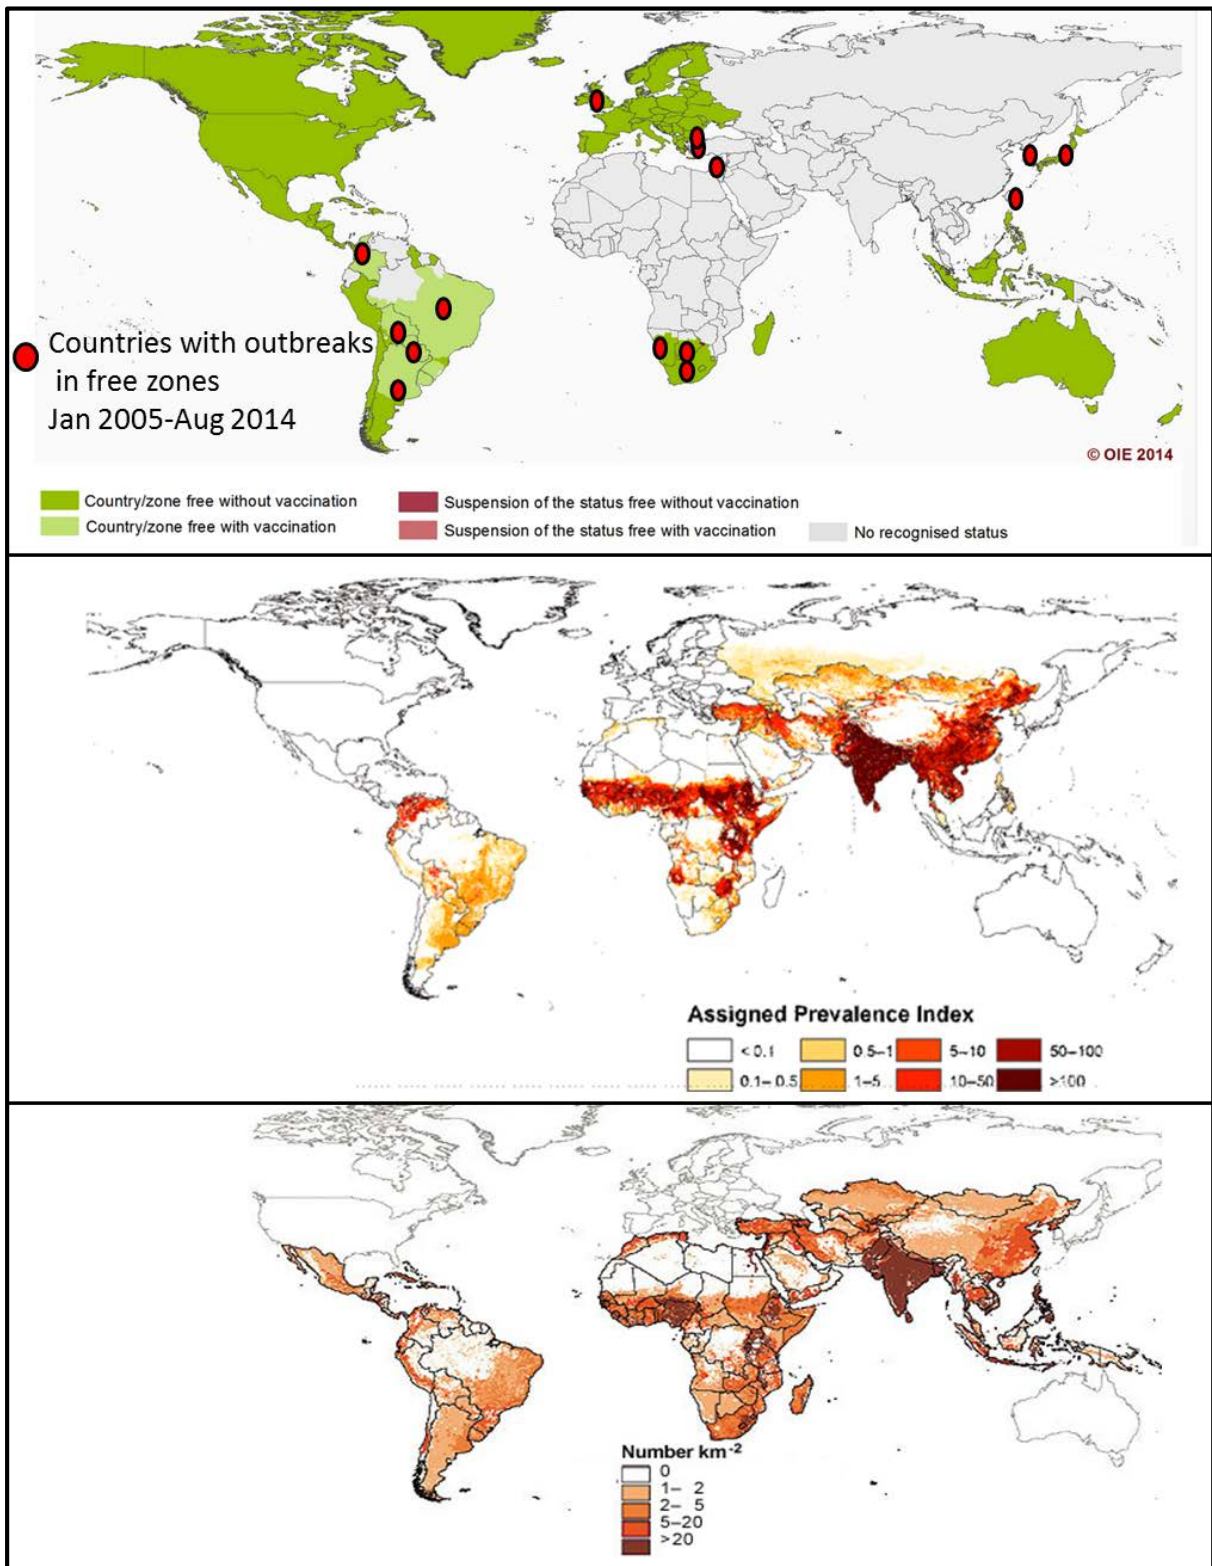 Countries with outbreaks
in free zones
Jan 2005-Aug 2014
© OIE 2014
Country/zone free without vaccination
Suspension of the status free without vaccination
Country/zone free with vaccination
Suspension of the status free with vaccination
No recognised status
Assigned Prevalence Index
< 0.1 0.5–1 5–10 50–100
0.1– 0.5 1–5 10–50 >100
Number km-2
0
1– 2
2– 5
5–20
>20